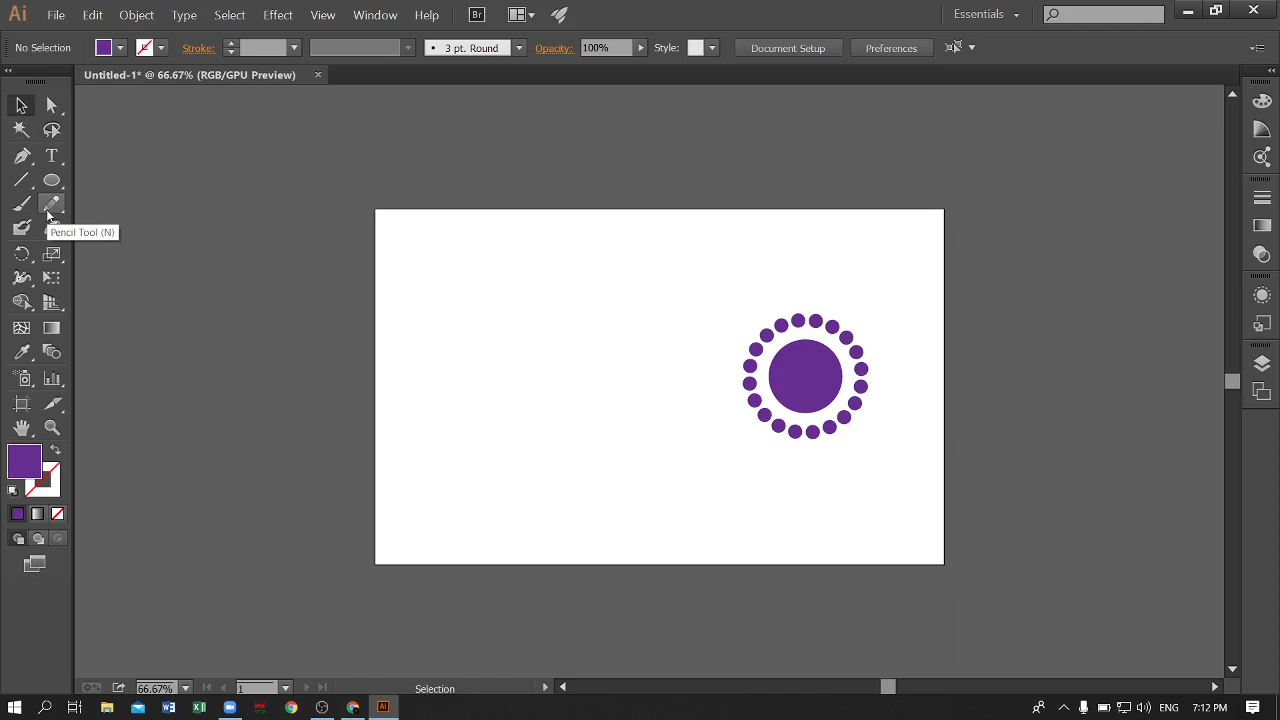 Ai File Edit Object Type Select Effect View Window Help Br Essentials
No Selection Stroke: 3 pt. Round Opacity: 100% Style: Document Setup Preferences
Untitled-1* @ 66.67% (RGB/GPU Preview)
T
Pencil Tool (N)
66.67% 1 Selection
Ai ENG 7:12 PM